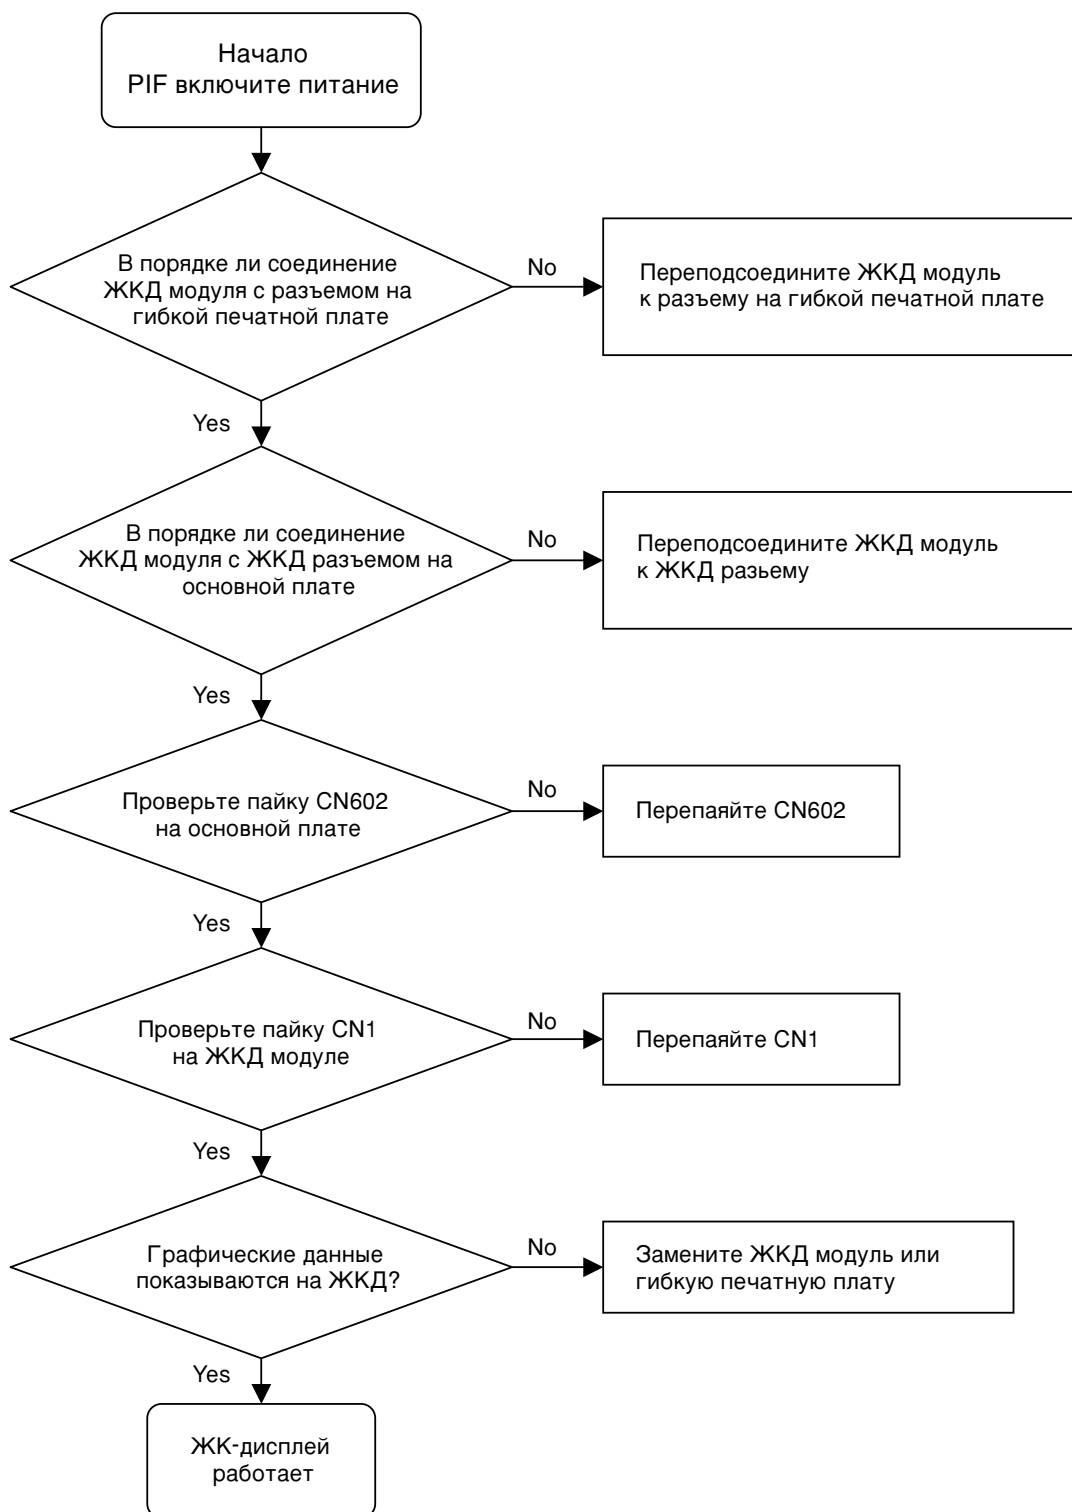 Начало
PIF включите питание
В порядке ли соединение
ЖКД модуля с разъемом на
гибкой печатной плате
No
Переподсоедините ЖКД модуль
к разъему на гибкой печатной плате
Yes
В порядке ли соединение
ЖКД модуля с ЖКД разъемом на
основной плате
No
Переподсоедините ЖКД модуль
к ЖКД разьему
Yes
Проверьте пайку CN602
на основной плате
No
Перепаяйте CN602
Yes
Проверьте пайку CN1
на ЖКД модуле
No
Перепаяйте CN1
Yes
Графические данные
показываются на ЖКД?
No
Замените ЖКД модуль или
гибкую печатную плату
Yes
ЖК-дисплей
работает